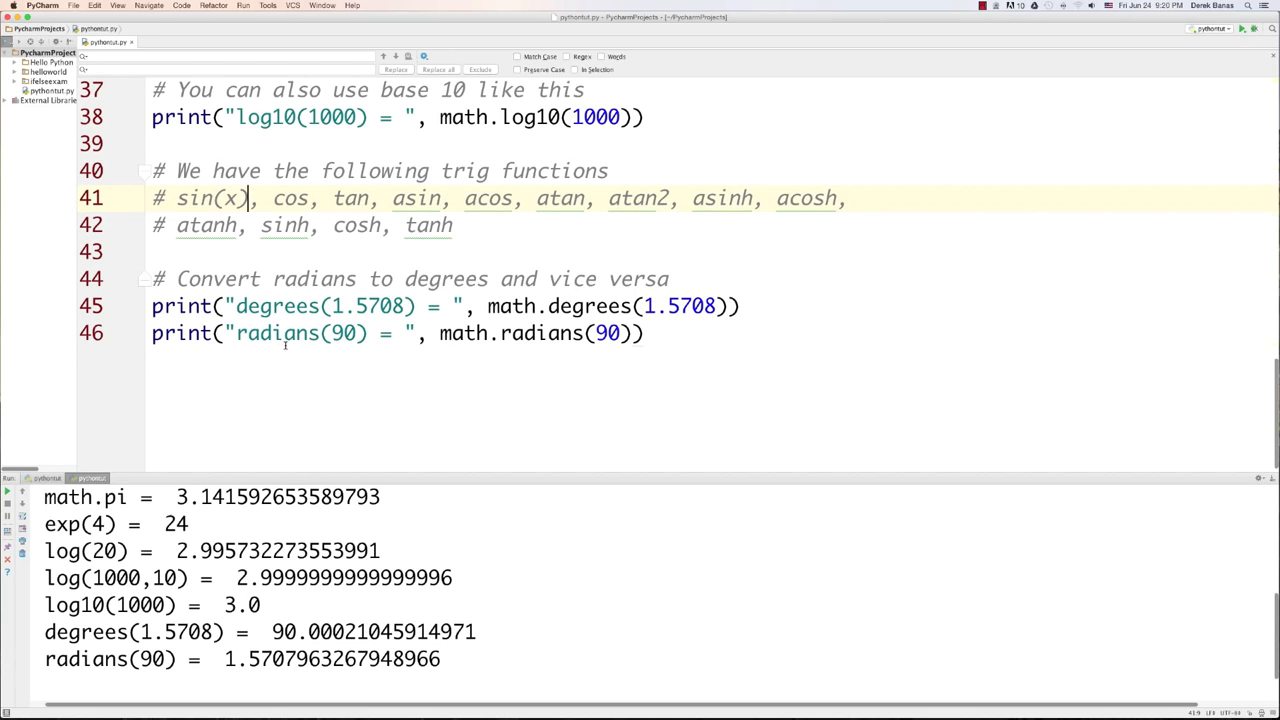 PyCharm File Edit View Navigate Code Refactor Run Tools VCS Window Help 10 Fri Jun 24 9:20 PM Derek Banas
pythontut.py - PycharmProjects - [~/PycharmProjects]
PycharmProjects pythontut.py pythontut
pythontut.py ×
PycharmProject
Hello Python
helloworld
ifelseexam
pythontut.py
External Librarie
Match Case Regex Words
Replace Replace all Exclude Preserve Case In Selection
37 # You can also use base 10 like this
38 print("log10(1000) = ", math.log10(1000))
39
40 # We have the following trig functions
41 # sin(x), cos, tan, asin, acos, atan, atan2, asinh, acosh,
42 # atanh, sinh, cosh, tanh
43
44 # Convert radians to degrees and vice versa
45 print("degrees(1.5708) = ", math.degrees(1.5708))
46 print("radians(90) = ", math.radians(90))
Run: pythontut pythontut
math.pi =  3.141592653589793
exp(4) =  24
log(20) =  2.995732273553991
log(1000,10) =  2.9999999999999996
log10(1000) =  3.0
degrees(1.5708) =  90.00021045914971
radians(90) =  1.5707963267948966
41:9 LF÷ UTF-8÷